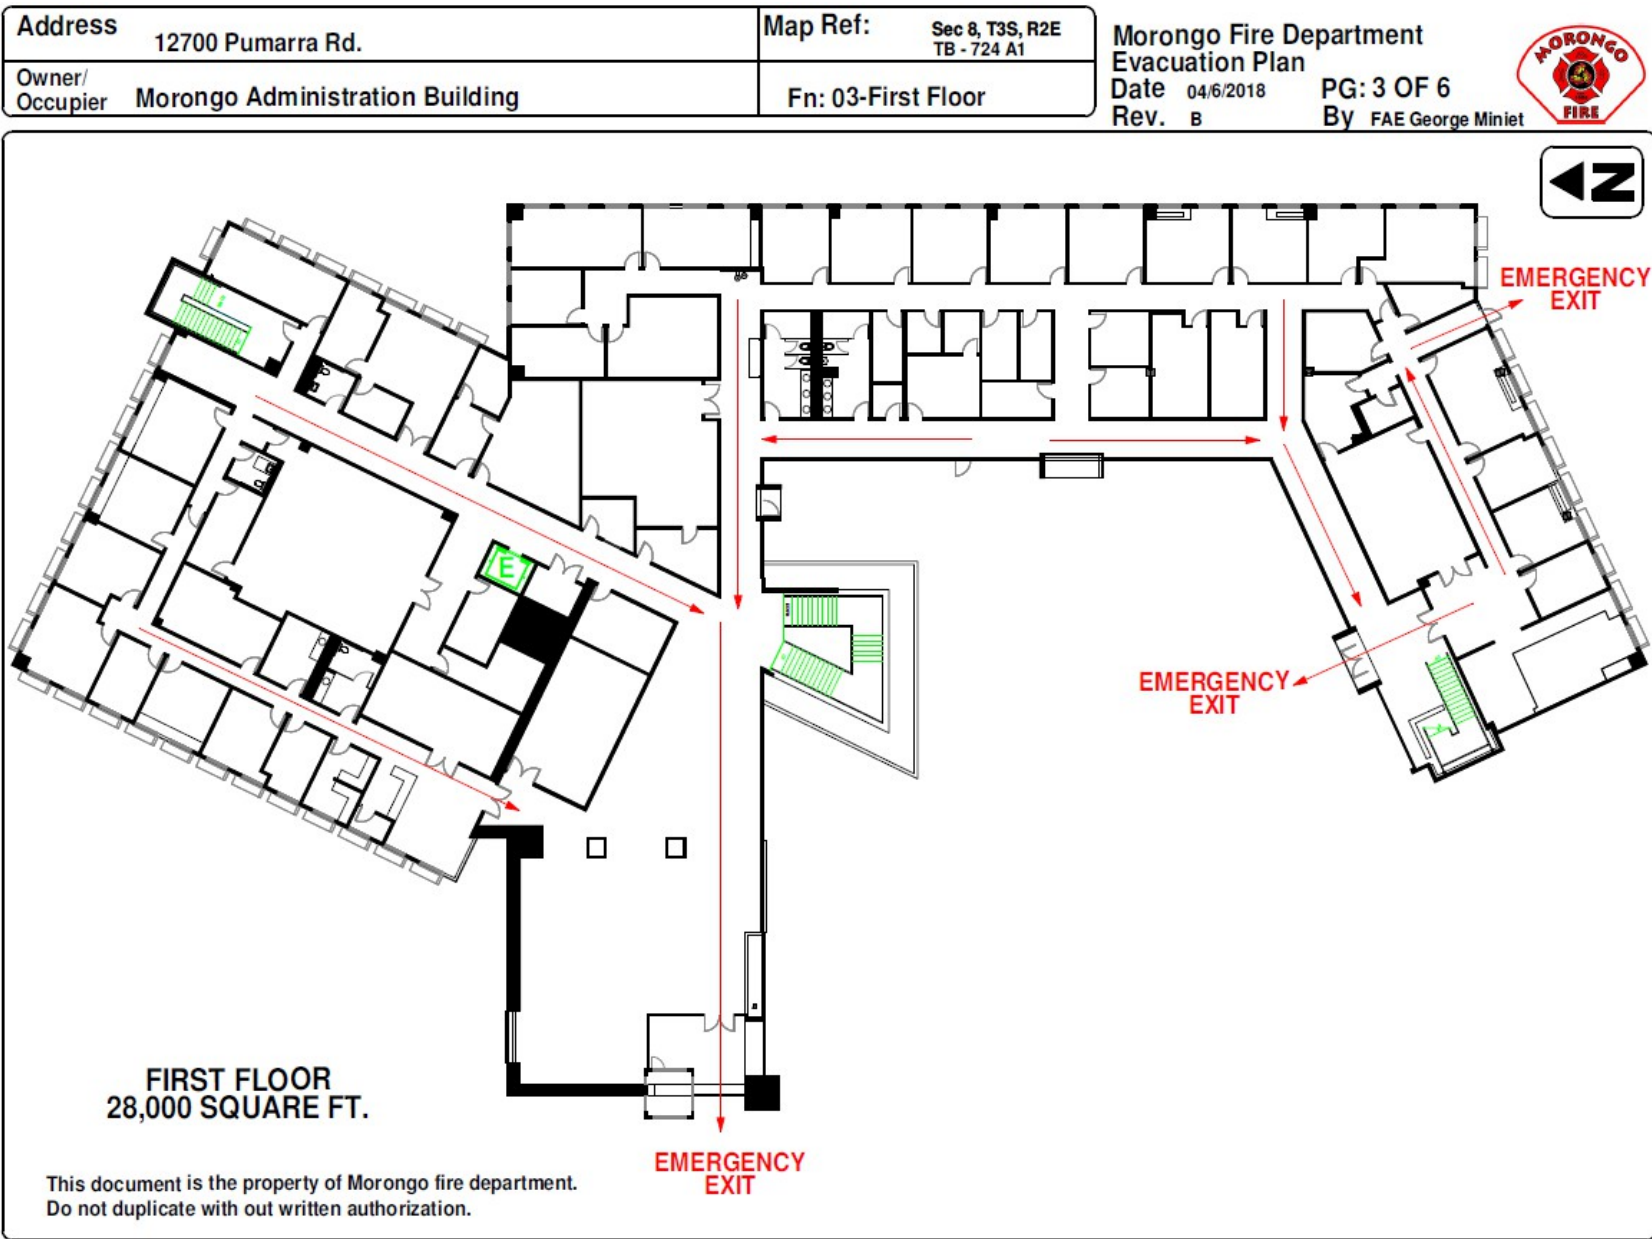 Address
12700 Pumarra Rd.
Map Ref:
Sec 8, T3S, R2E
TB - 724 A1
Owner/
Occupier
Morongo Administration Building
Fn: 03-First Floor
Morongo Fire Department
Evacuation Plan
Date 04/6/2018 PG: 3 OF 6
Rev. B By FAE George Miniet
MORONGO
FIRE
N
EMERGENCY
EXIT
E
EMERGENCY
EXIT
FIRST FLOOR
28,000 SQUARE FT.
EMERGENCY
EXIT
This document is the property of Morongo fire department.
Do not duplicate with out written authorization.